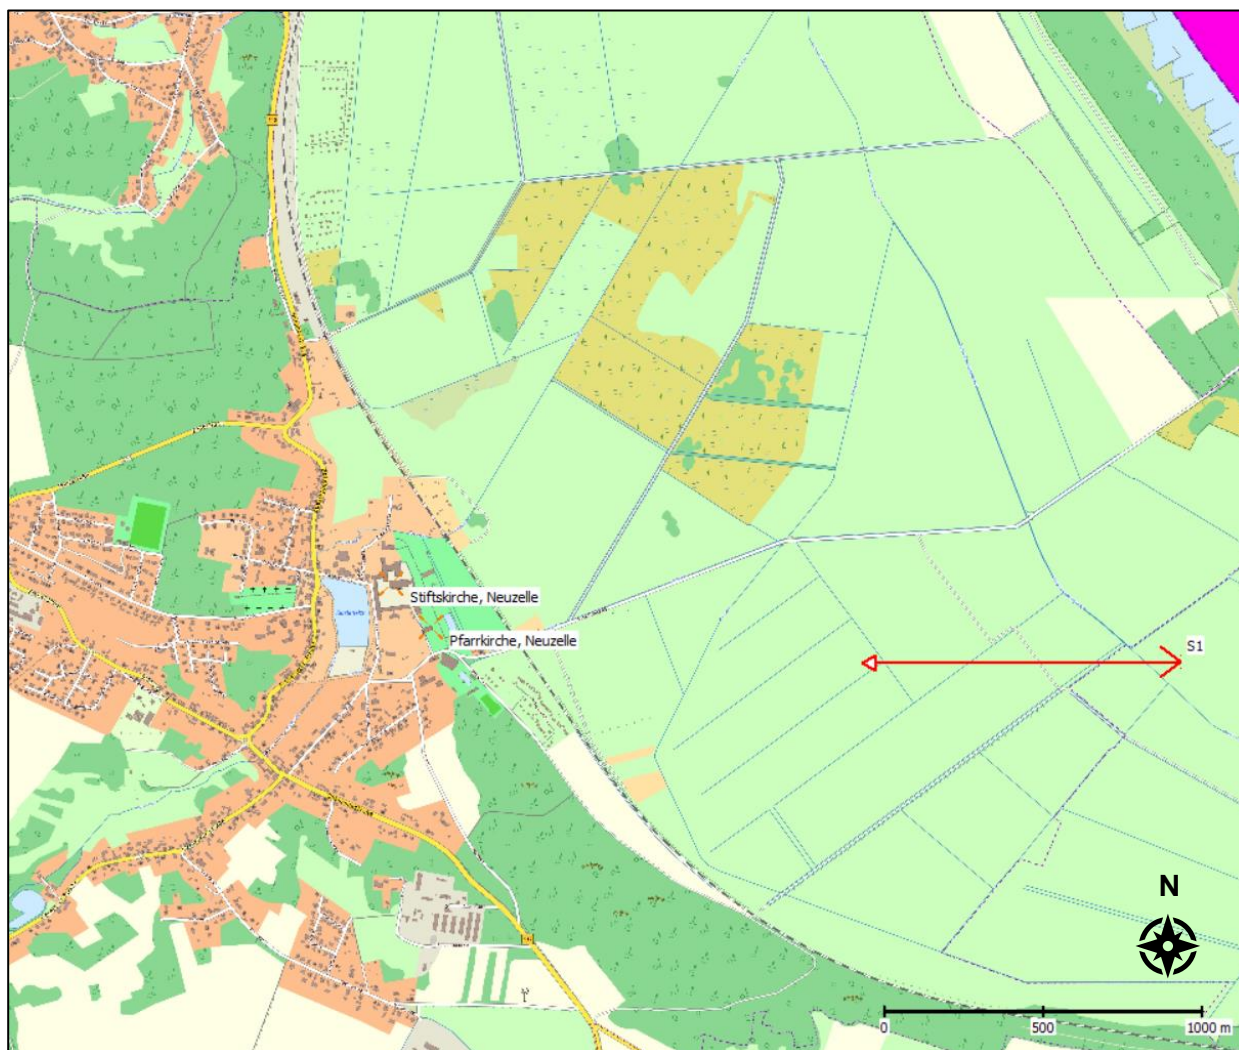 Stiftskirche, Neuzelle
Pfarrkirche, Neuzelle
S1
N
0 500 1000 m